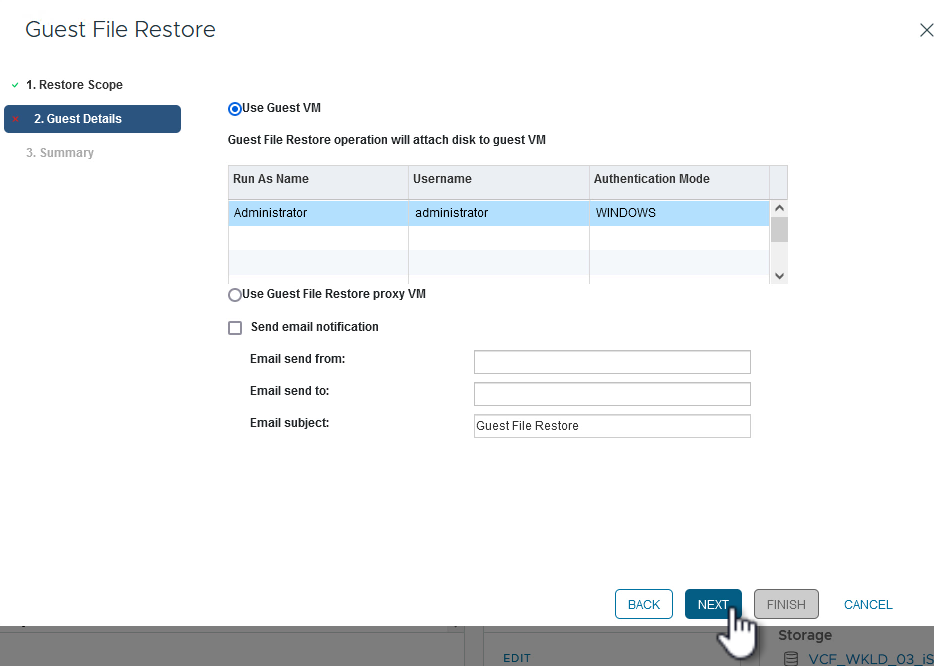 Guest File Restore
1. Restore Scope
2. Guest Details
3. Summary
Use Guest VM
Guest File Restore operation will attach disk to guest VM
Run As Name Username Authentication Mode
Administrator administrator WINDOWS
Use Guest File Restore proxy VM
Send email notification
Email send from:
Email send to:
Email subject: Guest File Restore
BACK NEXT FINISH CANCEL
Storage
EDIT VCF_WKLD_03_iS